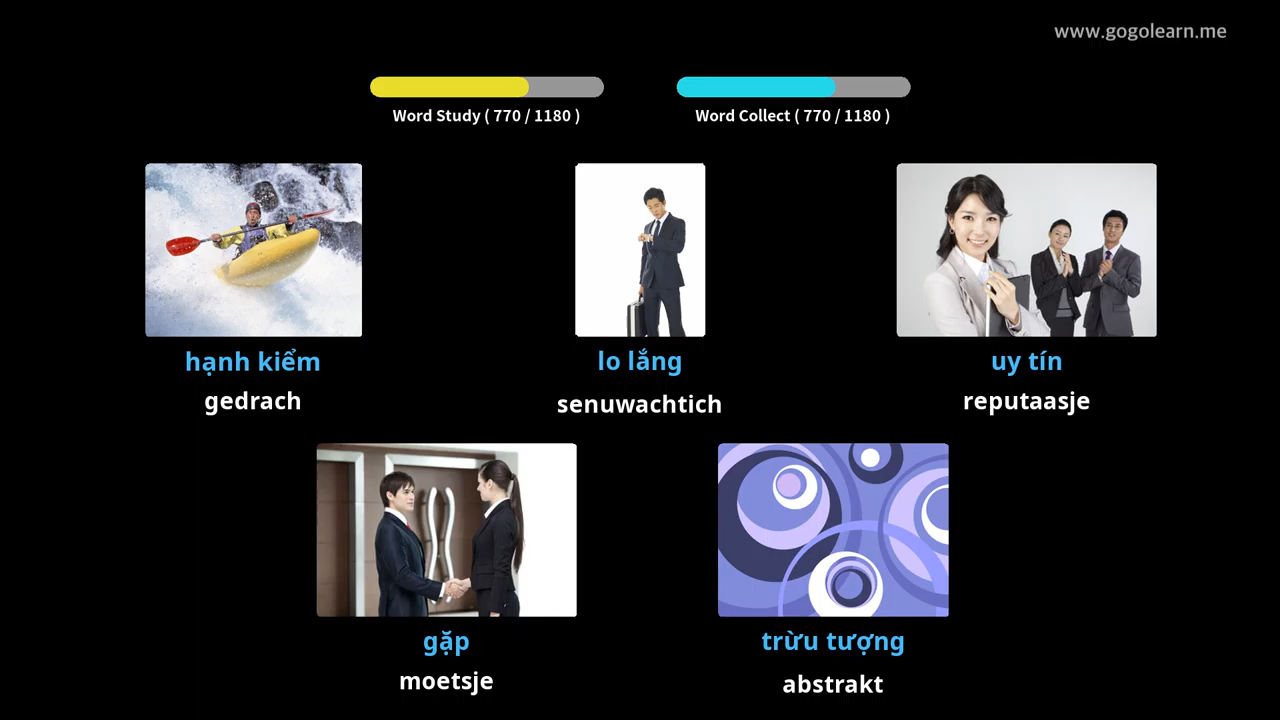 www.gogolearn.me
Word Study ( 770 / 1180 )
Word Collect ( 770 / 1180 )
hạnh kiểm
gedrach
lo lắng
senuwachtich
uy tín
reputaasje
gặp
moetsje
trừu tượng
abstrakt